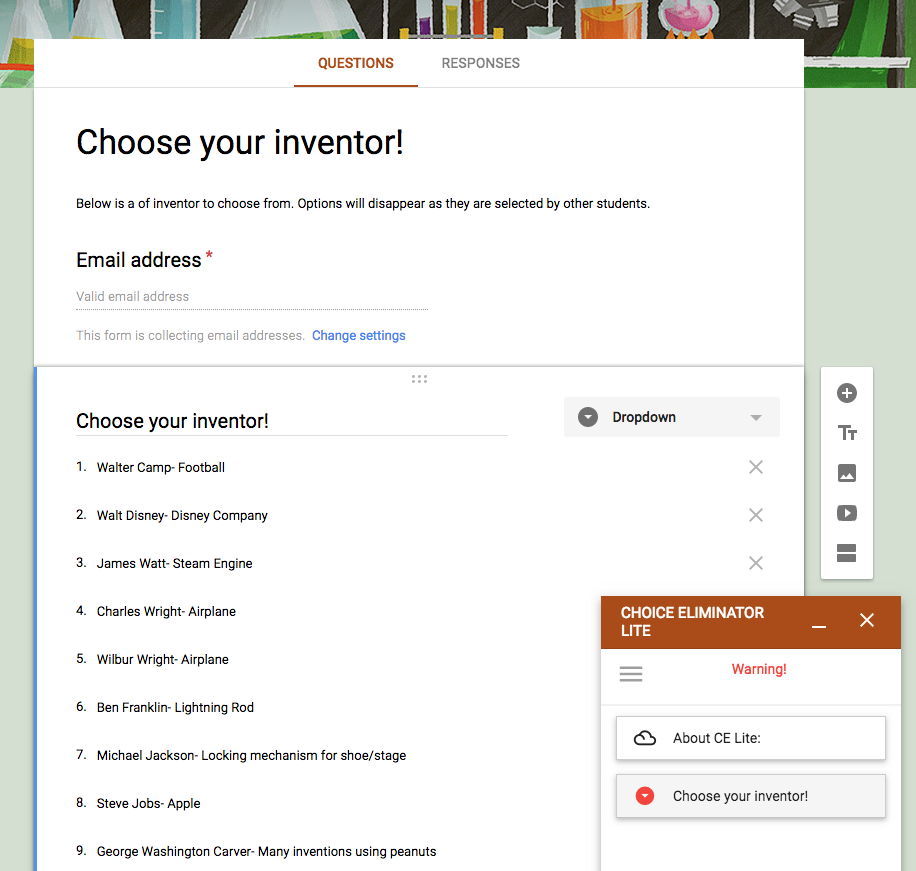 QUESTIONS RESPONSES
Choose your inventor!
Below is a of inventor to choose from. Options will disappear as they are selected by other students.
Email address *
Valid email address
This form is collecting email addresses. Change settings
Choose your inventor!
Dropdown
1. Walter Camp- Football
2. Walt Disney- Disney Company
3. James Watt- Steam Engine
4. Charles Wright- Airplane
5. Wilbur Wright- Airplane
6. Ben Franklin- Lightning Rod
7. Michael Jackson- Locking mechanism for shoe/stage
8. Steve Jobs- Apple
9. George Washington Carver- Many inventions using peanuts
Tт
CHOICE ELIMINATOR
LITE
Warning!
About CE Lite:
Choose your inventor!